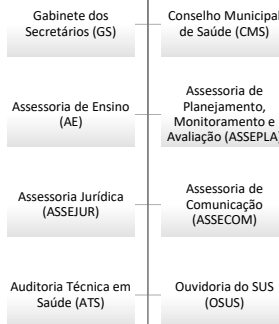 Gabinete dos
Secretários (GS)
Conselho Municipal
de Saúde (CMS)
Assessoria de Ensino
(AE)
Assessoria de
Planejamento,
Monitoramento e
Avaliação (ASSEPLA)
Assessoria Jurídica
(ASSEJUR)
Assessoria de
Comunicação
(ASSECOM)
Auditoria Técnica em
Saúde (ATS)
Ouvidoria do SUS
(OSUS)